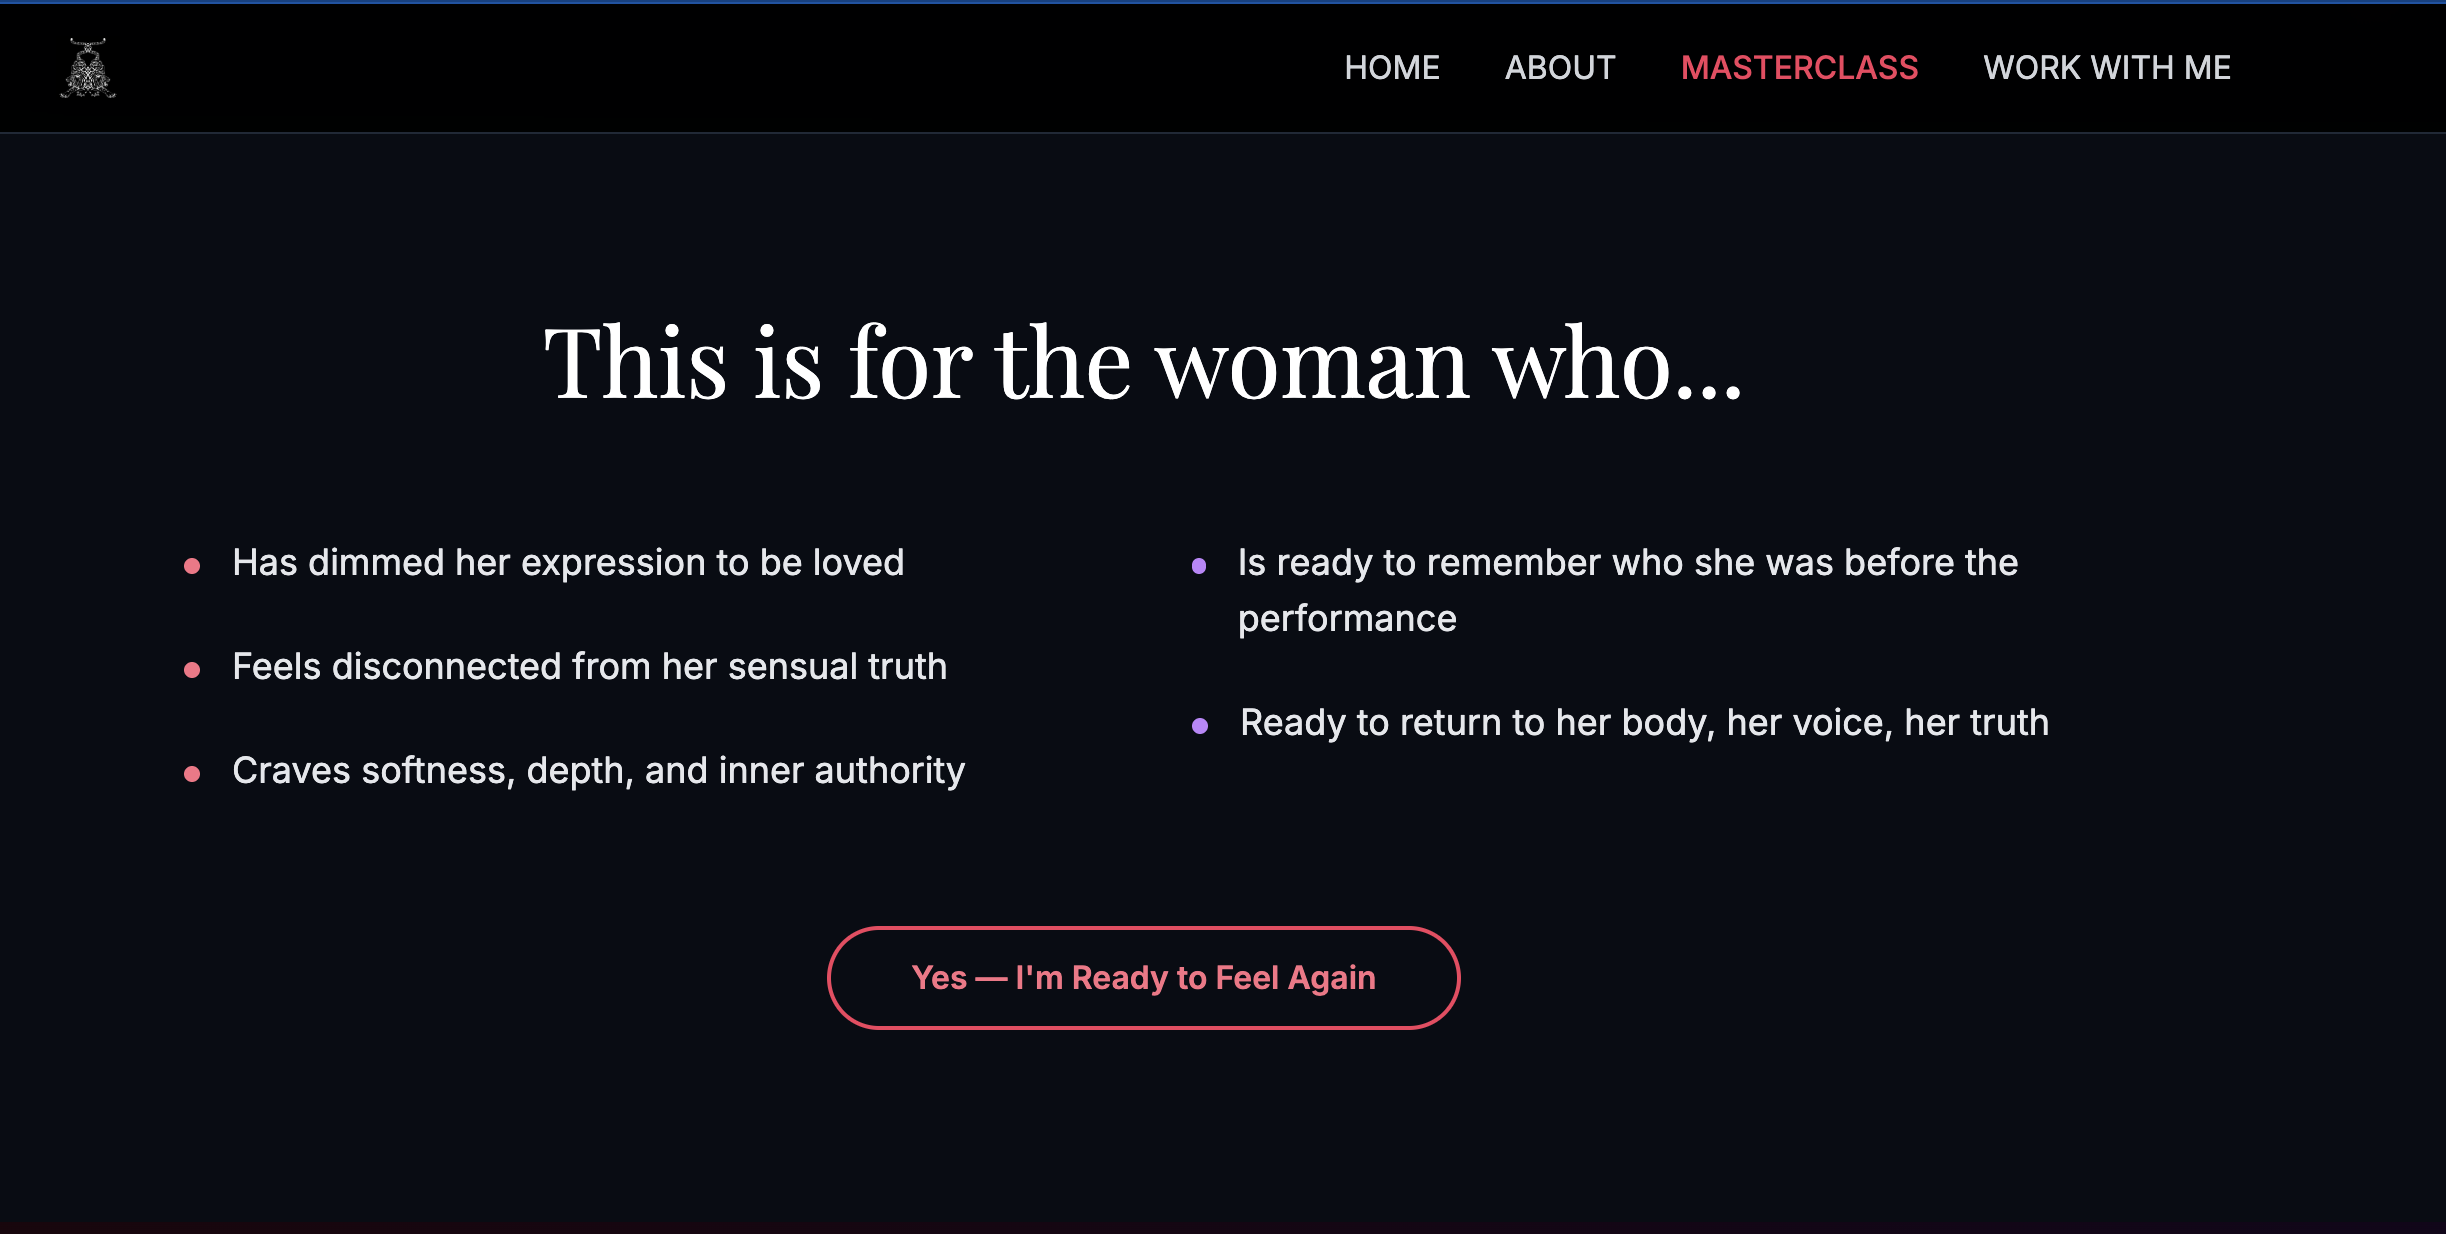 HOME ABOUT MASTERCLASS WORK WITH ME
This is for the woman who...
Has dimmed her expression to be loved
Feels disconnected from her sensual truth
Craves softness, depth, and inner authority
Is ready to remember who she was before the
performance
Ready to return to her body, her voice, her truth
Yes — I'm Ready to Feel Again